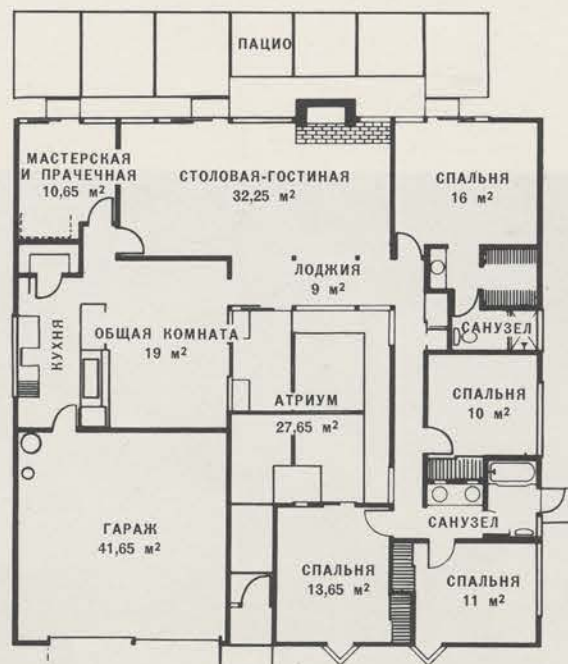 ПАЦИО
МАСТЕРСКАЯ
И ПРАЧЕЧНАЯ
10,65 м²
СТОЛОВАЯ-ГОСТИНАЯ
32,25 м²
СПАЛЬНЯ
16 м²
ЛОДЖИЯ
9 м²
КУХНЯ
ОБЩАЯ КОМНАТА
19 м²
САНУЗЕЛ
АТРИУМ
27,65 м²
СПАЛЬНЯ
10 м²
ГАРАЖ
41,65 м²
САНУЗЕЛ
СПАЛЬНЯ
13,65 м²
СПАЛЬНЯ
11 м²